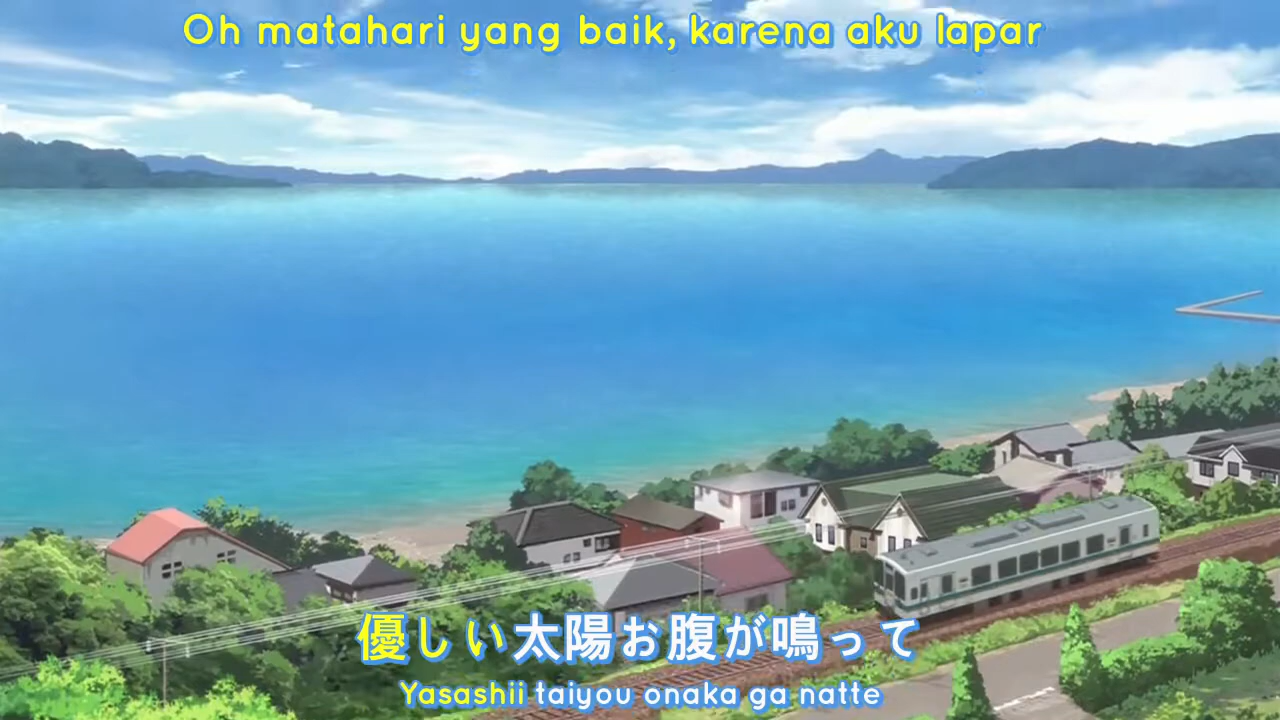 Oh matahari yang baik, karena aku lapar
優しい太陽お腹が鳴って
Yasashii taiyou onaka ga natte